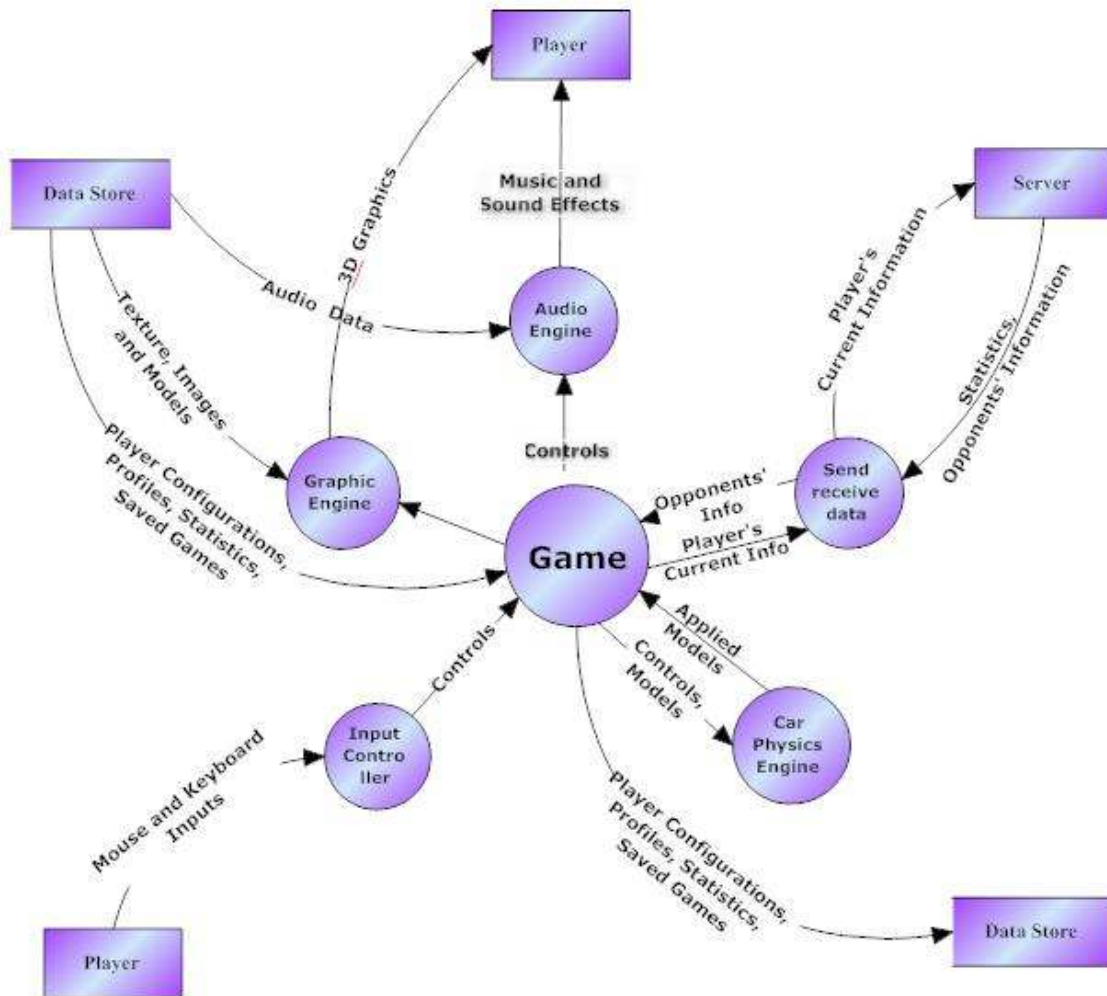 Player
Data Store
Server
3D Graphics
Music and
Sound Effects
Player's
Current Information
Statistics,
Opponents' Information
Audio Data
Audio
Engine
Texture, Images
and Models
Player Configurations,
Profiles, Statistics,
Saved Games
Controls
Graphic
Engine
Send
receive
data
Opponents'
Info
Player's
Current Info
Game
Applied
Models
Controls,
Models
Controls
Input
Contro
ller
Car
Physics
Engine
Mouse and Keyboard
Inputs
Player Configurations,
Profiles, Statistics,
Saved Games
Player
Data Store